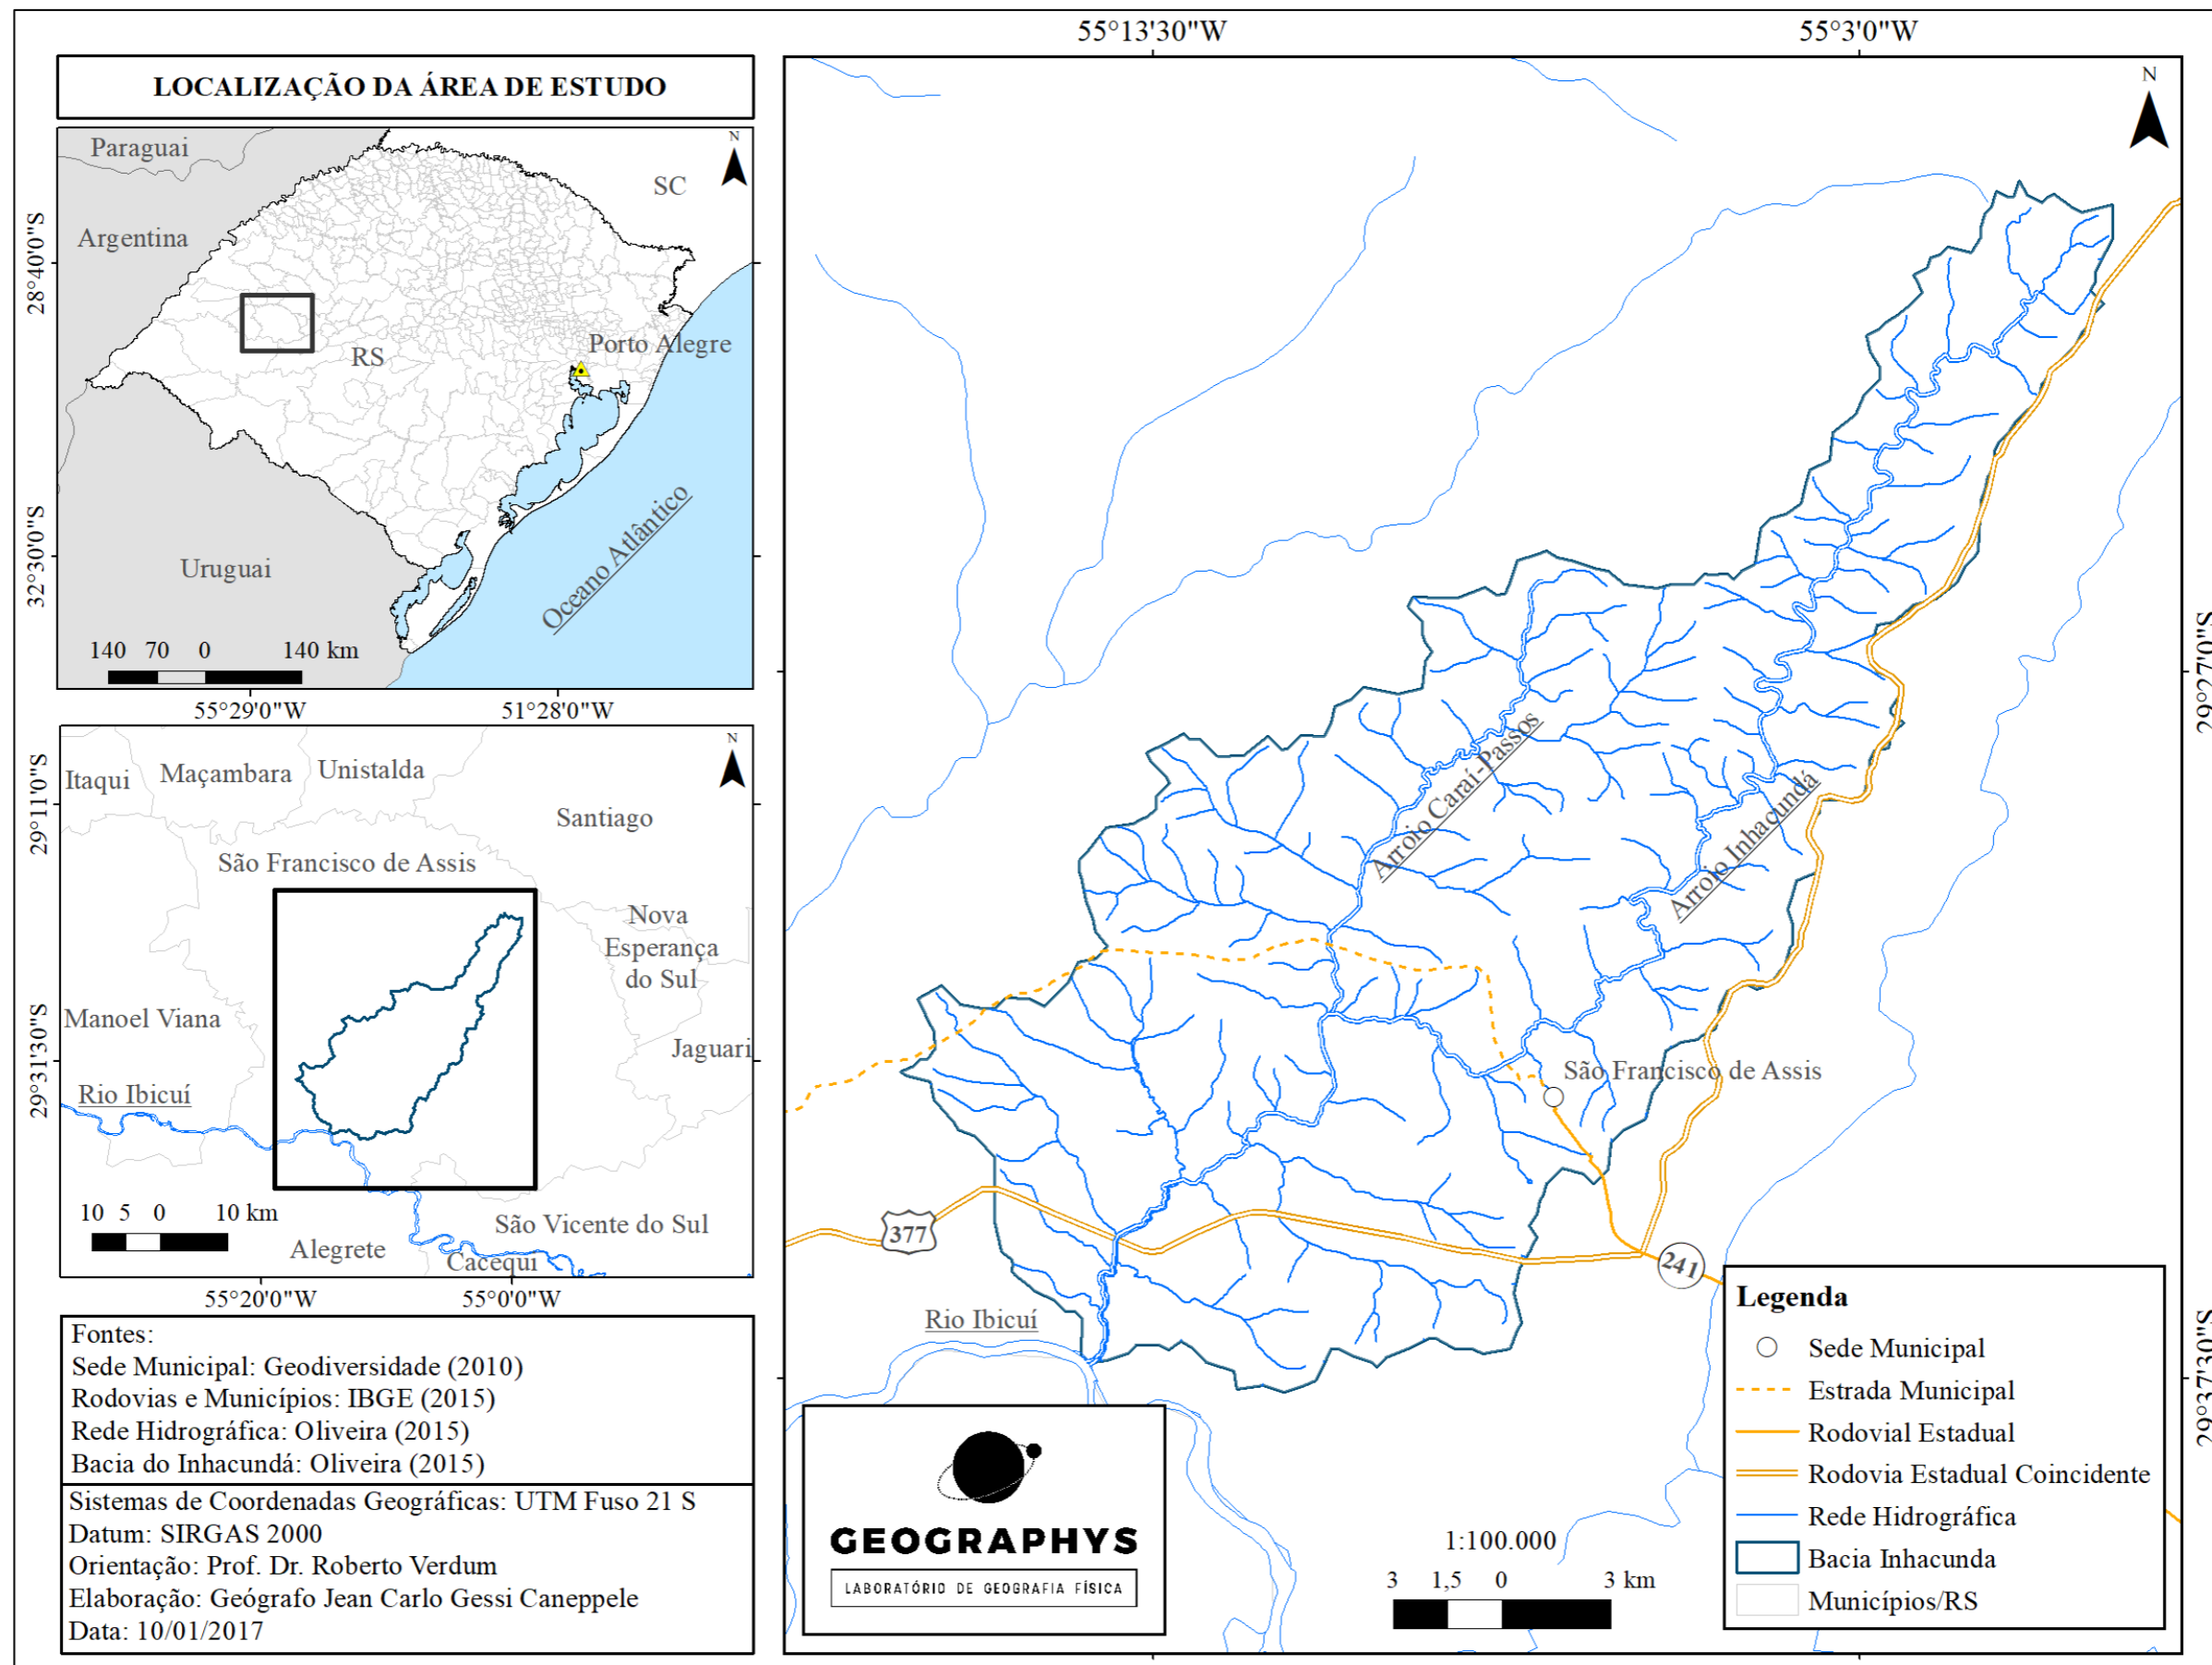 LOCALIZAÇÃO DA ÁREA DE ESTUDO
Paraguai
N
SC
Argentina
28°40'0"S
Porto Alegre
RS
Oceano Atlântico
32°30'0"S
Uruguai
140 70 0 140 km
55°29'0"W 51°28'0"W
N
Itaqui
Maçambara
Unistalda
29°11'0"S
Santiago
São Francisco de Assis
Nova
Esperança
do Sul
Manoel Viana
29°31'30"S
Jaguari
Rio Ibicuí
10 5 0 10 km
São Vicente do Sul
Alegrete
Cacequi
55°20'0"W 55°0'0"W
Fontes:
Sede Municipal: Geodiversidade (2010)
Rodovias e Municípios: IBGE (2015)
Rede Hidrográfica: Oliveira (2015)
Bacia do Inhacundá: Oliveira (2015)
Sistemas de Coordenadas Geográficas: UTM Fuso 21 S
Datum: SIRGAS 2000
Orientação: Prof. Dr. Roberto Verdum
Elaboração: Geógrafo Jean Carlo Gessi Caneppele
Data: 10/01/2017
55°13'30"W 55°3'0"W
N
29°27'0"S
Arroio Caraí-Passos
Arroio Inhacundá
São Francisco de Assis
377
241
Rio Ibicuí
29°37'30"S
GEOGRAPHYS
LABORATÓRIO DE GEOGRAFIA FÍSICA
1:100.000
3 1,5 0 3 km
Legenda
Sede Municipal
Estrada Municipal
Rodovial Estadual
Rodovia Estadual Coincidente
Rede Hidrográfica
Bacia Inhacunda
Municípios/RS